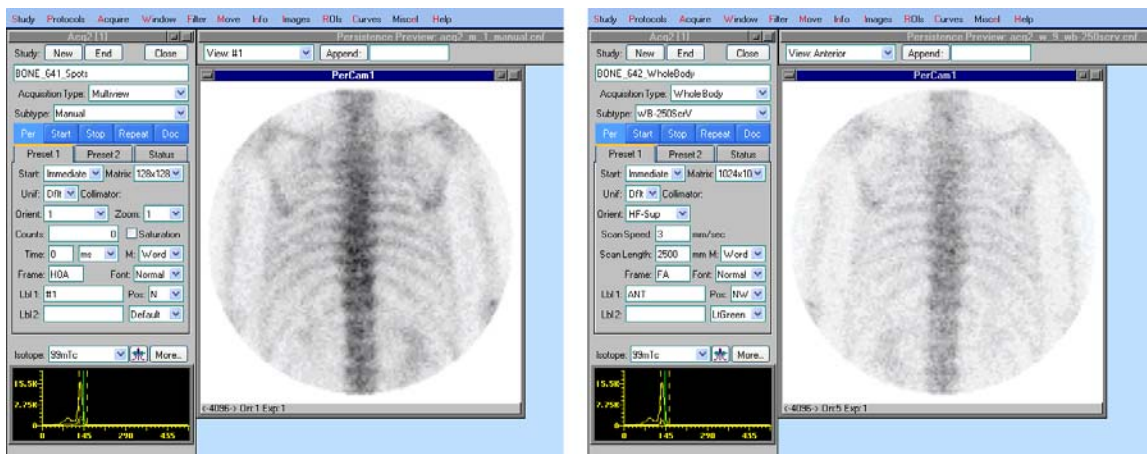 Study Protocols Acquire Window Filter Move Info Images ROIs Curves Miscel Help
Acq2 [1]
Persistence Preview: acq2_m_1_manual.cnf
Study: New End Close
View: #1 Append:
BONE_641_Spots
PerCam1
Acquisition Type: Multiview
Subtype: Manual
Per Start Stop Repeat Doc
Preset 1 Preset 2 Status
Start: Immediate Matrix: 128x128
Unif: Dflt Collimator:
Orient: 1 Zoom: 1
Counts: 0 Saturation
Time: 0 ms M: Word
Frame: HOA Font: Normal
Lbl 1: #1 Pos: N
Lbl 2: Default
Isotope: 99mTc More...
15.5K
7.75K
0 145 290 435
<-4096-> Ori:1 Exp:1
Study Protocols Acquire Window Filter Move Info Images ROIs Curves Miscel Help
Acq2 [1]
Persistence Preview: acq2_w_9_wb-250scrv.cnf
Study: New End Close
View: Anterior Append:
BONE_642_WholeBody
PerCam1
Acquisition Type: WholeBody
Subtype: WB-250ScrV
Per Start Stop Repeat Doc
Preset 1 Preset 2 Status
Start: Immediate Matrix: 1024x10
Unif: Dflt Collimator:
Orient: HF-Sup
Scan Speed: 3 mm/sec
Scan Length: 2500 mm M: Word
Frame: FA Font: Normal
Lbl 1: ANT Pos: NW
Lbl 2: LtGreen
Isotope: 99mTc More...
15.5K
7.75K
0 145 290 435
<-4096-> Ori:5 Exp:1